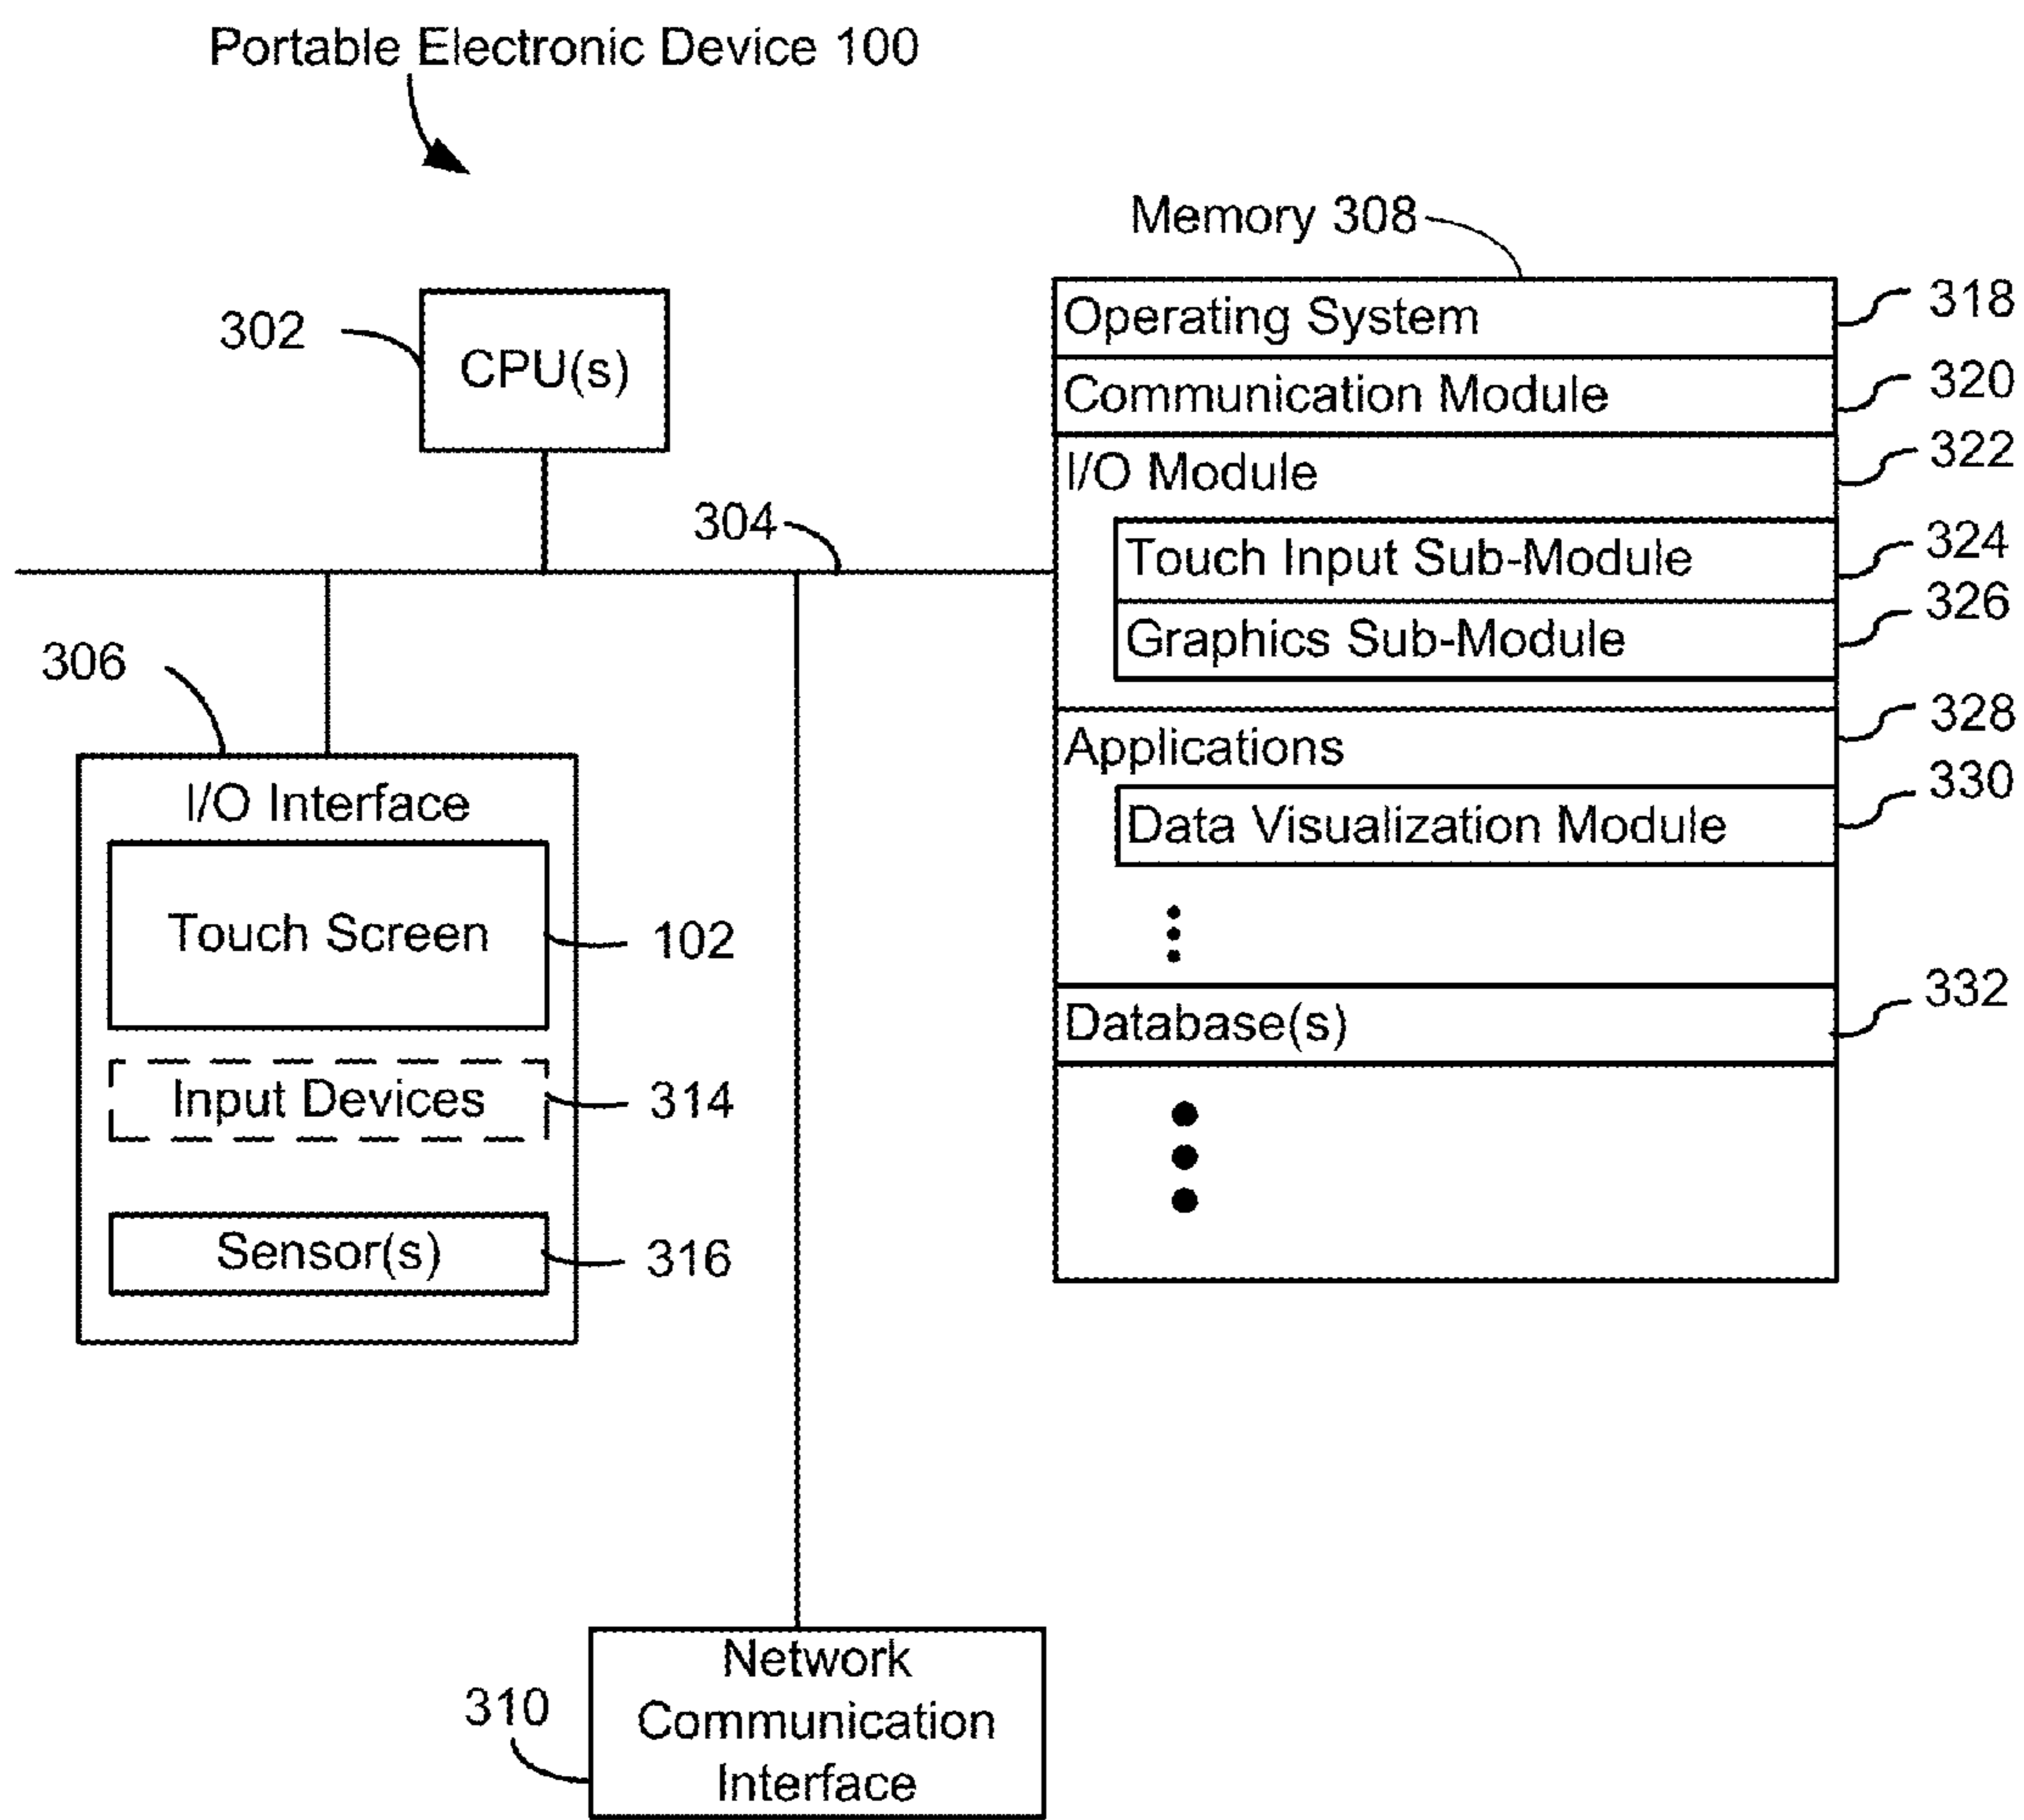 Portable Electronic Device 100
Memory 308
302
CPU(s)
304
306
I/O Interface
Touch Screen
102
Input Devices
314
Sensor(s)
316
Operating System
318
Communication Module
320
I/O Module
322
Touch Input Sub-Module
324
Graphics Sub-Module
326
Applications
328
Data Visualization Module
330
Database(s)
332
310
Network
Communication
Interface